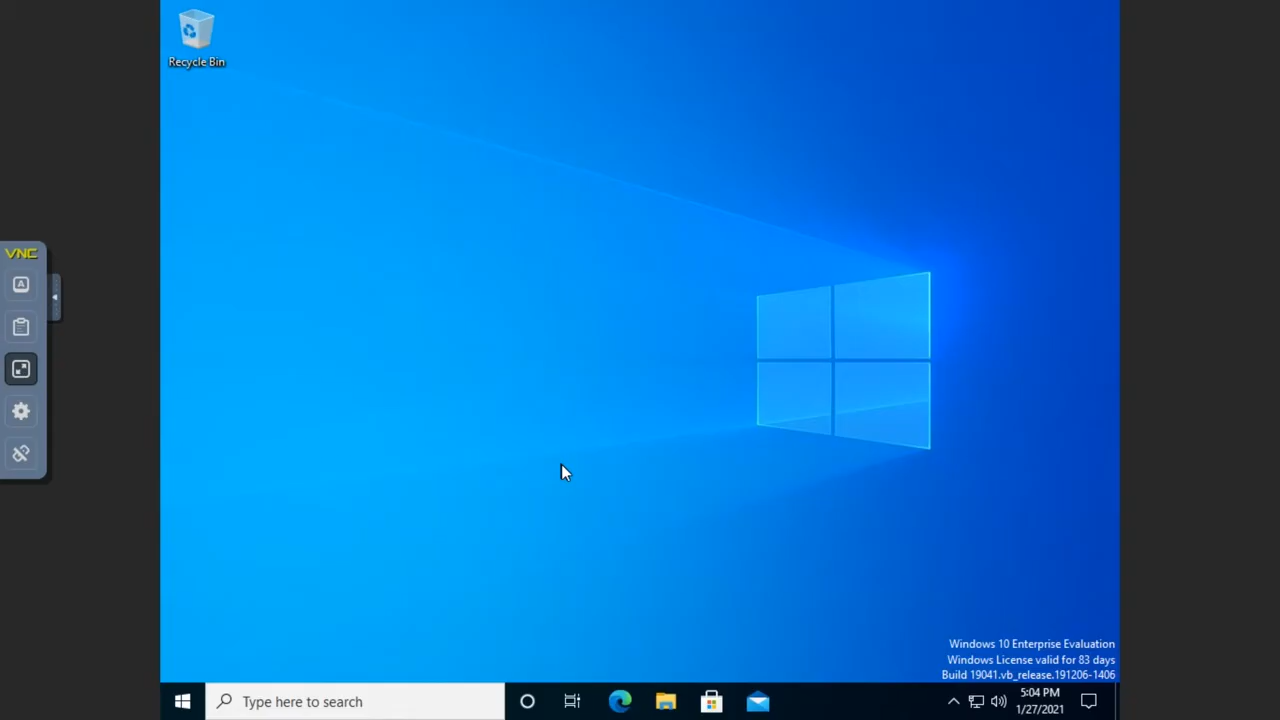 Recycle Bin
VNC
A
Windows 10 Enterprise Evaluation
Windows License valid for 83 days
Build 19041.vb_release.191206-1406
Type here to search
5:04 PM
1/27/2021